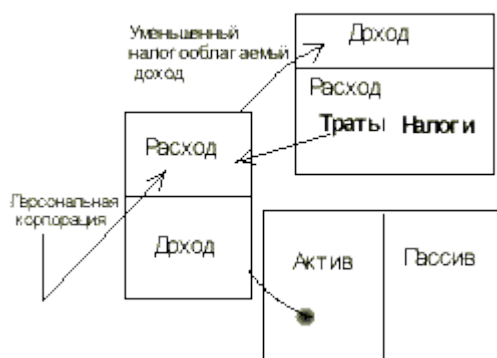 Уменьшенный
налогооблагаемый
доход
Доход
Расход
Траты Налоги
Расход
Персональная
корпорация
Доход
Актив
Пассив